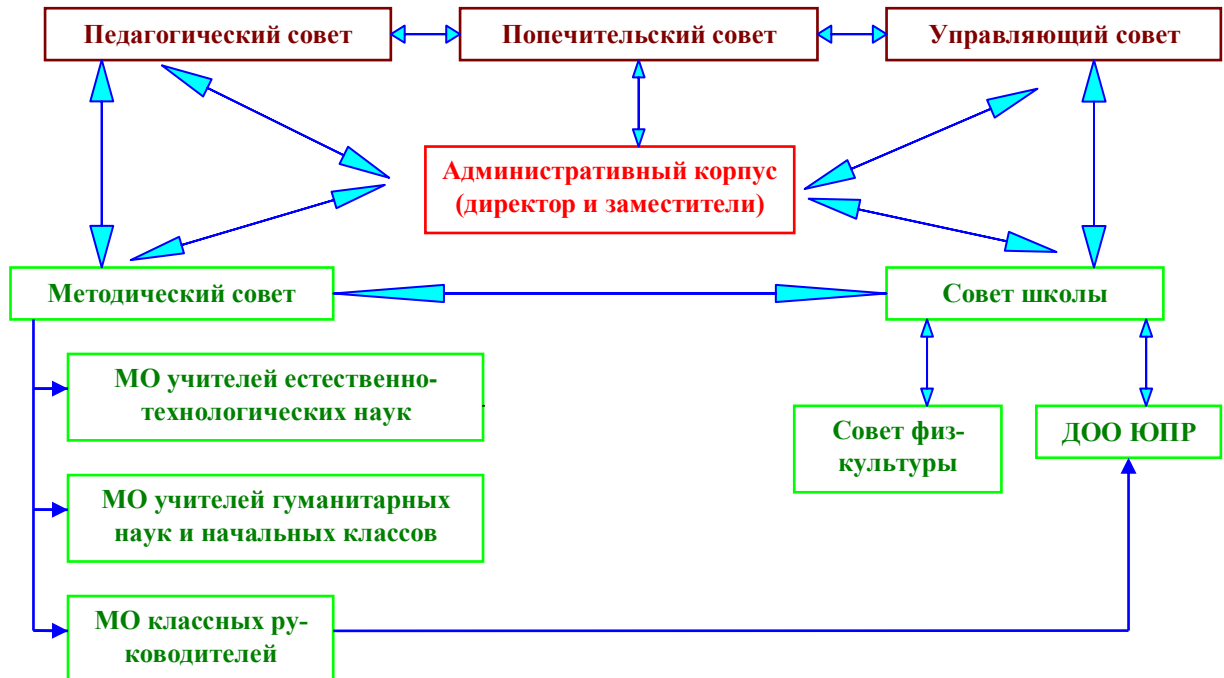 Педагогический совет
Попечительский совет
Управляющий совет
Административный корпус
(директор и заместители)
Методический совет
Совет школы
МО учителей естественно-
технологических наук
Совет физ-
культуры
ДОО ЮПР
МО учителей гуманитарных
наук и начальных классов
МО классных ру-
ководителей